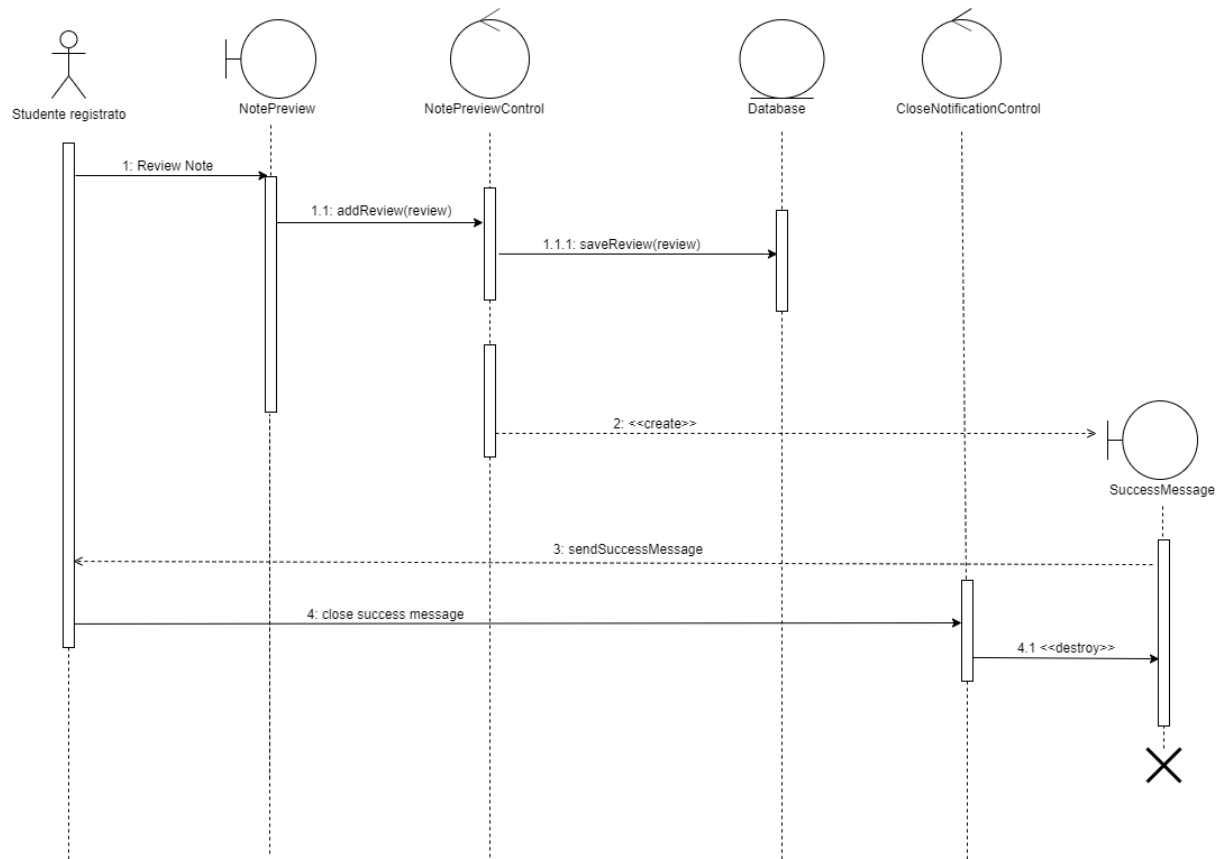 Studente registrato
NotePreview
NotePreviewControl
Database
CloseNotificationControl
1: Review Note
1.1: addReview(review)
1.1.1: saveReview(review)
2: <<create>>
SuccessMessage
3: sendSuccessMessage
4: close success message
4.1 <<destroy>>